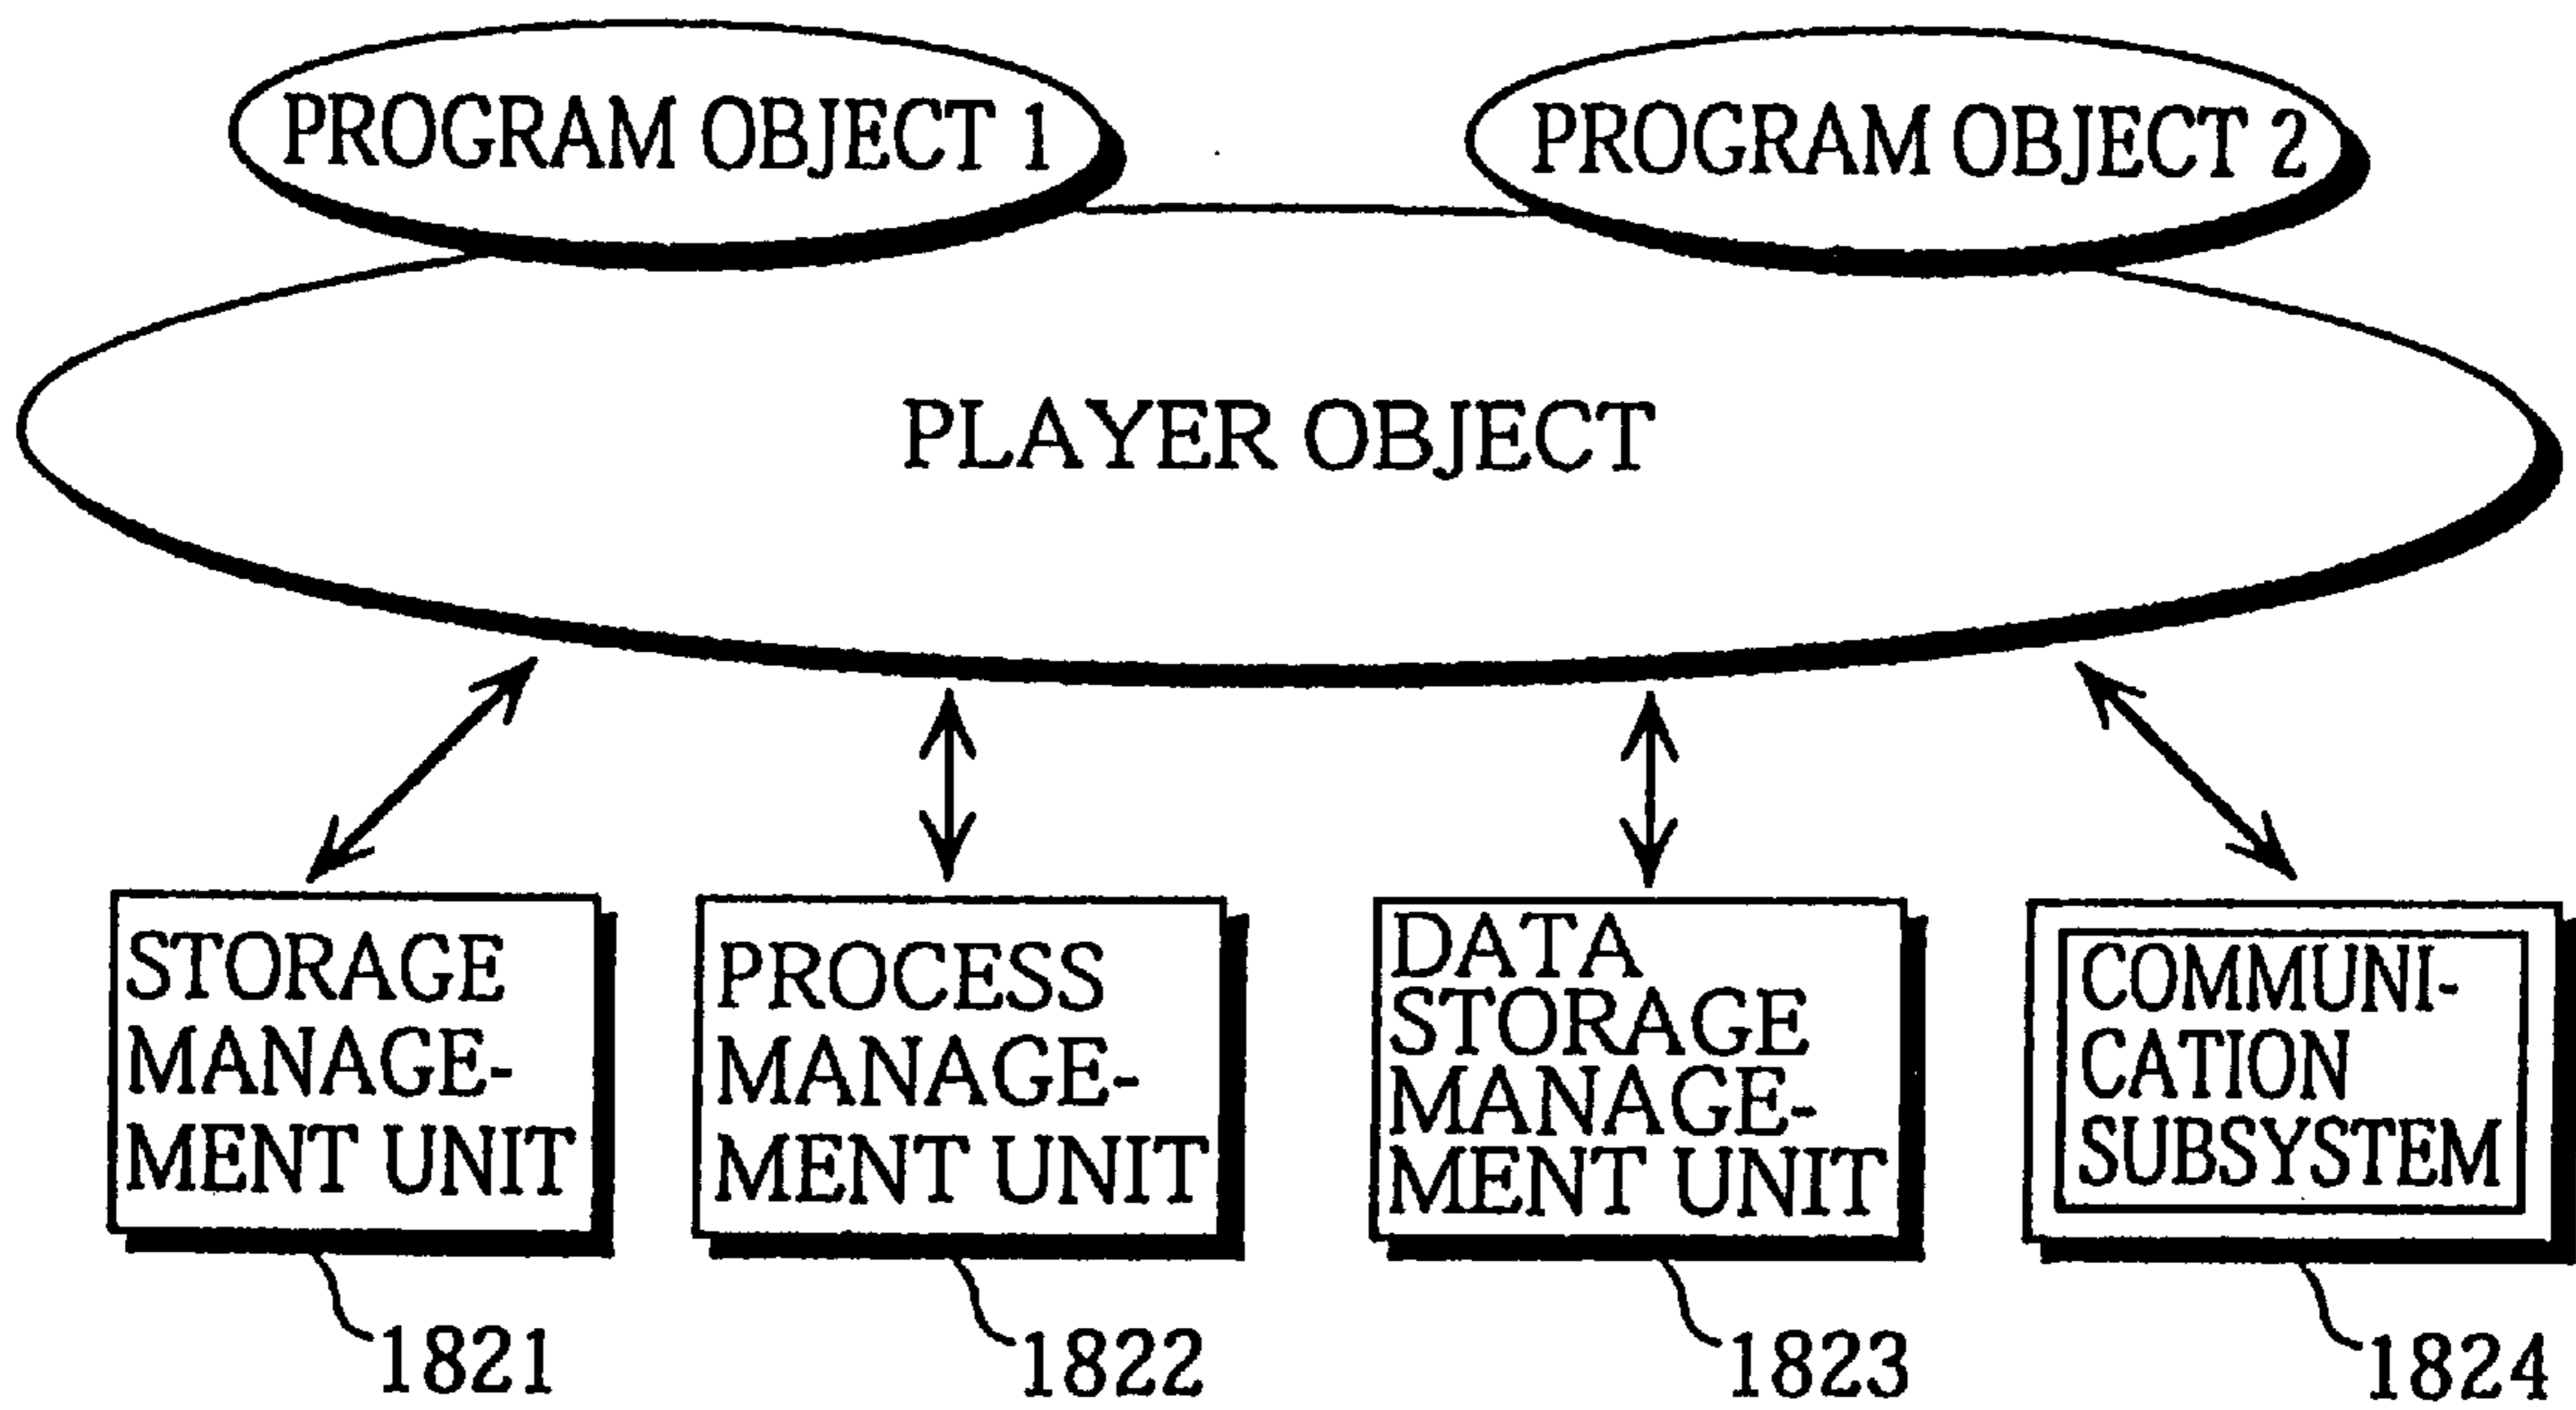 PROGRAM OBJECT 1
PROGRAM OBJECT 2
PLAYER OBJECT
STORAGE
MANAGE-
MENT UNIT
PROCESS
MANAGE-
MENT UNIT
DATA
STORAGE
MANAGE-
MENT UNIT
COMMUNI-
CATION
SUBSYSTEM
1821
1822
1823
1824